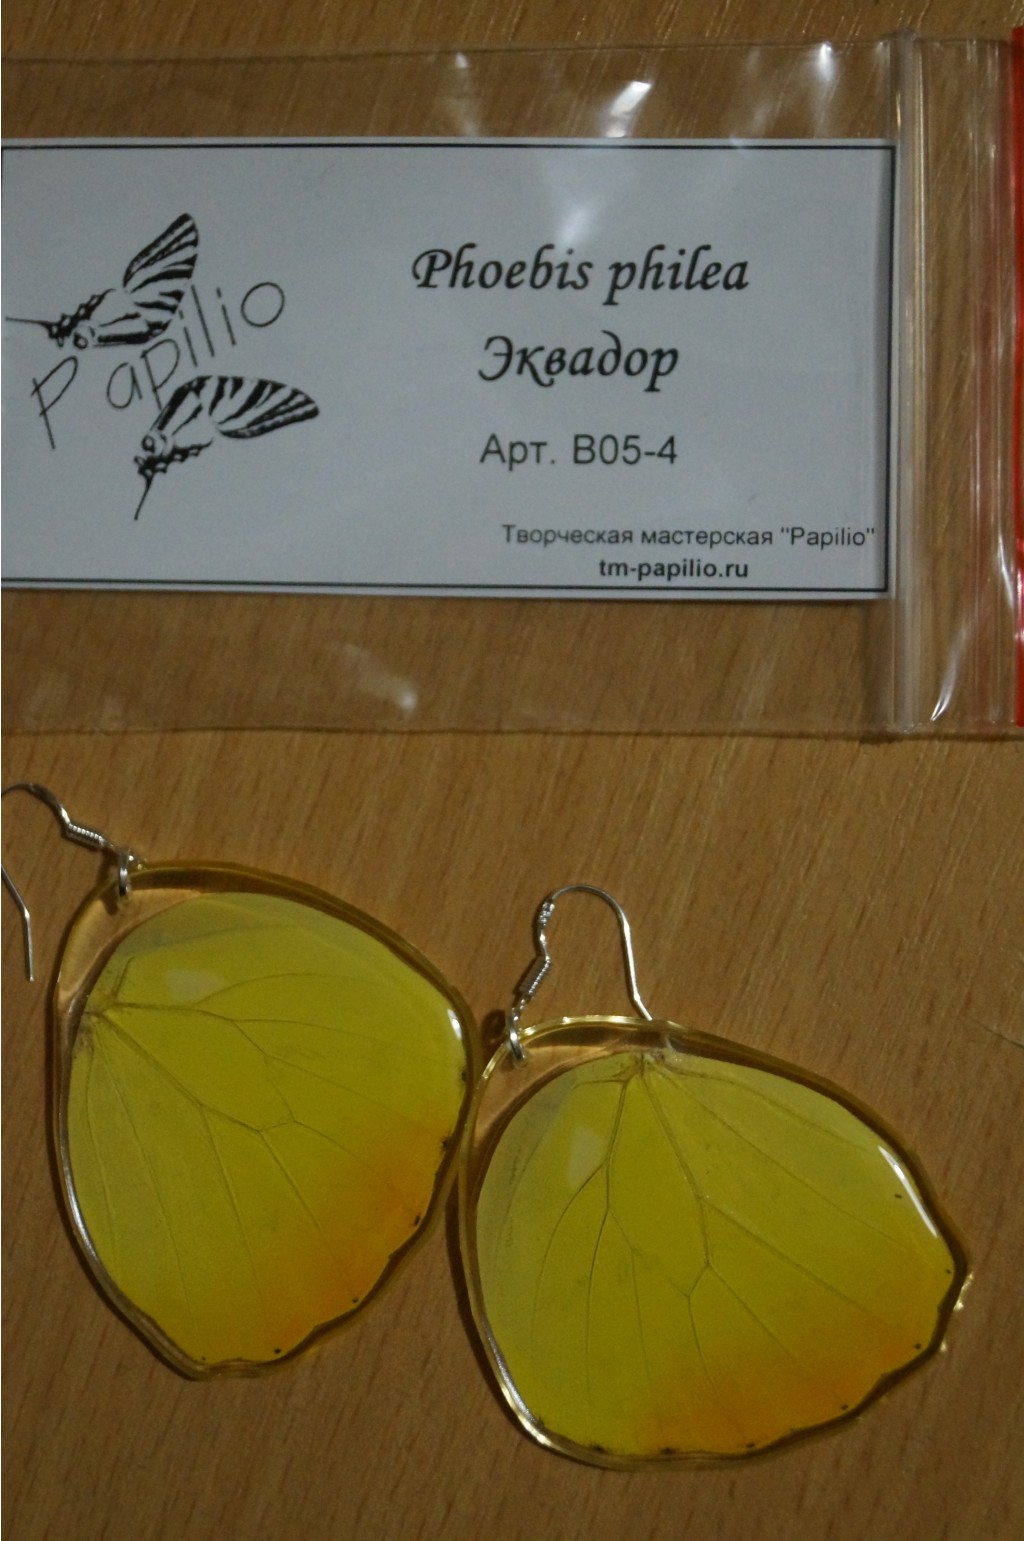 Papilio
Phoebis philea
Эквадор
Арт. B05-4
Творческая мастерская "Papilio"
tm-papilio.ru